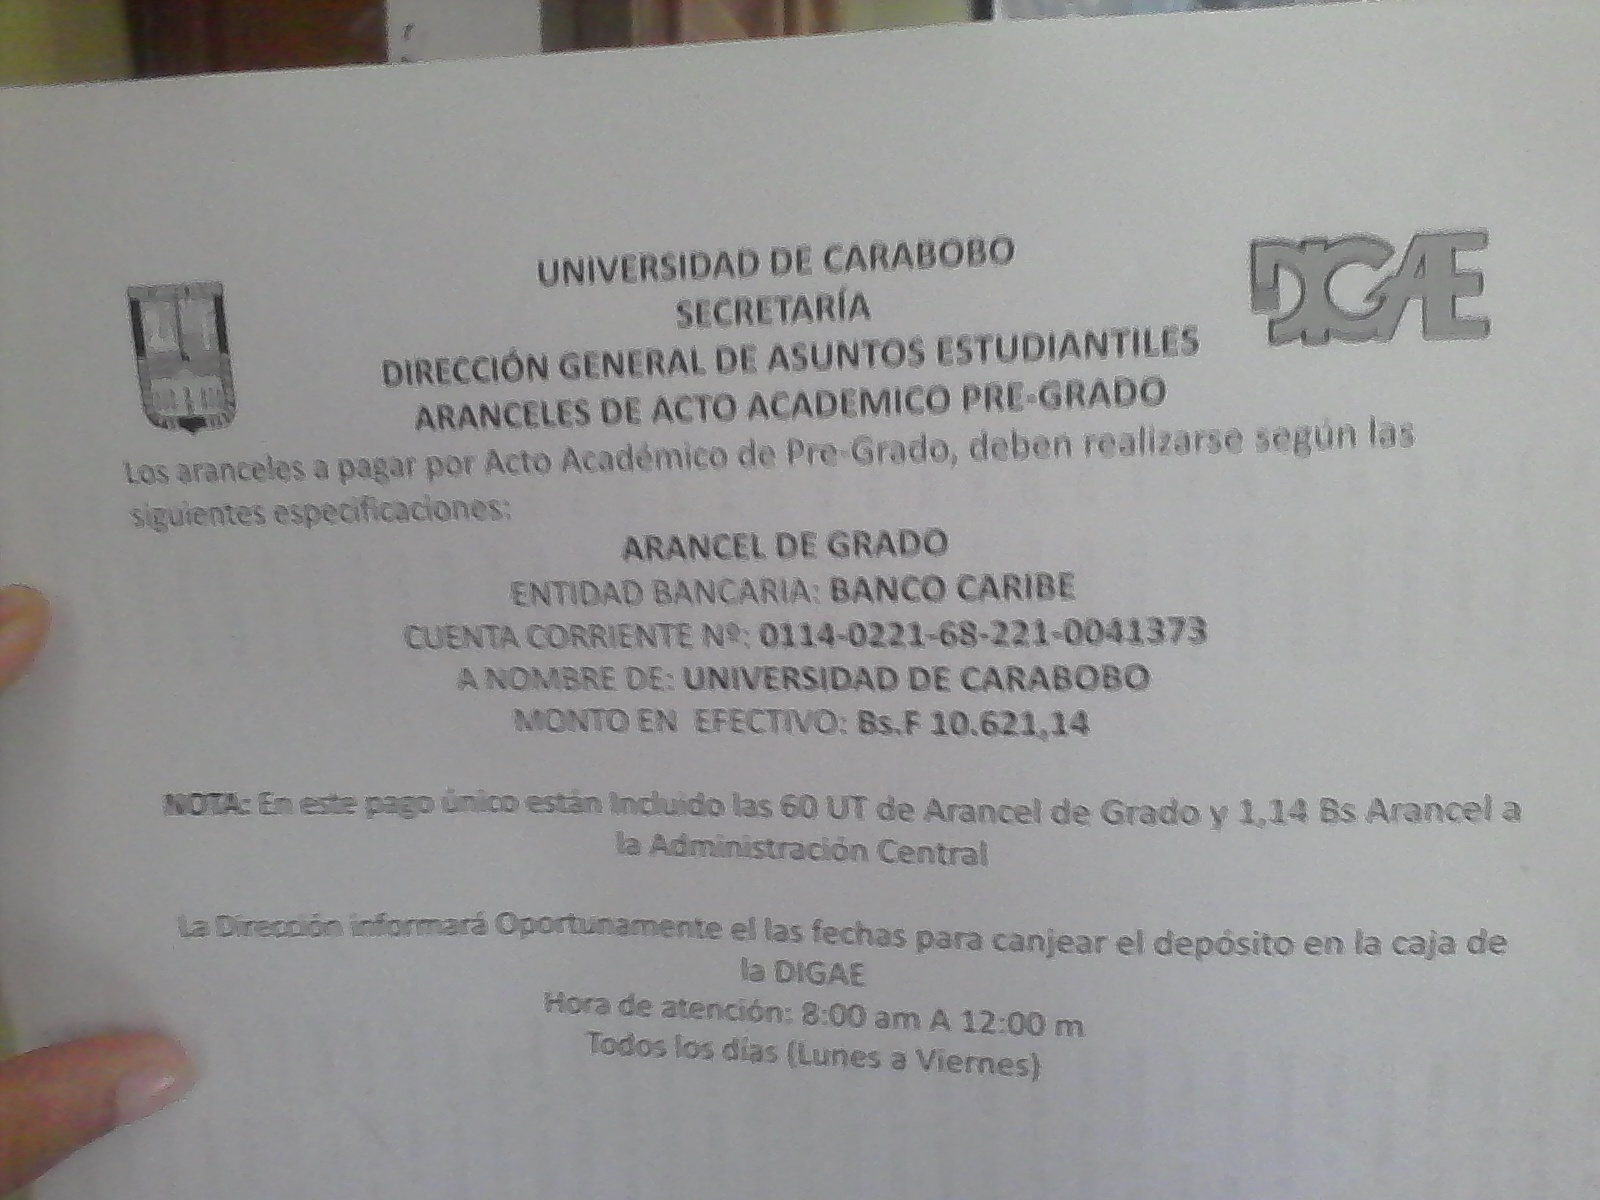 UNIVERSIDAD DE CARABOBO
SECRETARÍA
DIRECCIÓN GENERAL DE ASUNTOS ESTUDIANTILES
ARANCELES DE ACTO ACADEMICO PRE-GRADO
DIGAE
Los aranceles a pagar por Acto Académico de Pre-Grado, deben realizarse según las
siguientes especificaciones:
ARANCEL DE GRADO
ENTIDAD BANCARIA: BANCO CARIBE
CUENTA CORRIENTE Nº: 0114-0221-68-221-0041373
A NOMBRE DE: UNIVERSIDAD DE CARABOBO
MONTO EN EFECTIVO: Bs.F 10.621,14
NOTA: En este pago único están Incluido las 60 UT de Arancel de Grado y 1,14 Bs Arancel a
la Administración Central
La Dirección informará Oportunamente el las fechas para canjear el depósito en la caja de
la DIGAE
Hora de atención: 8:00 am A 12:00 m
Todos los días (Lunes a Viernes)